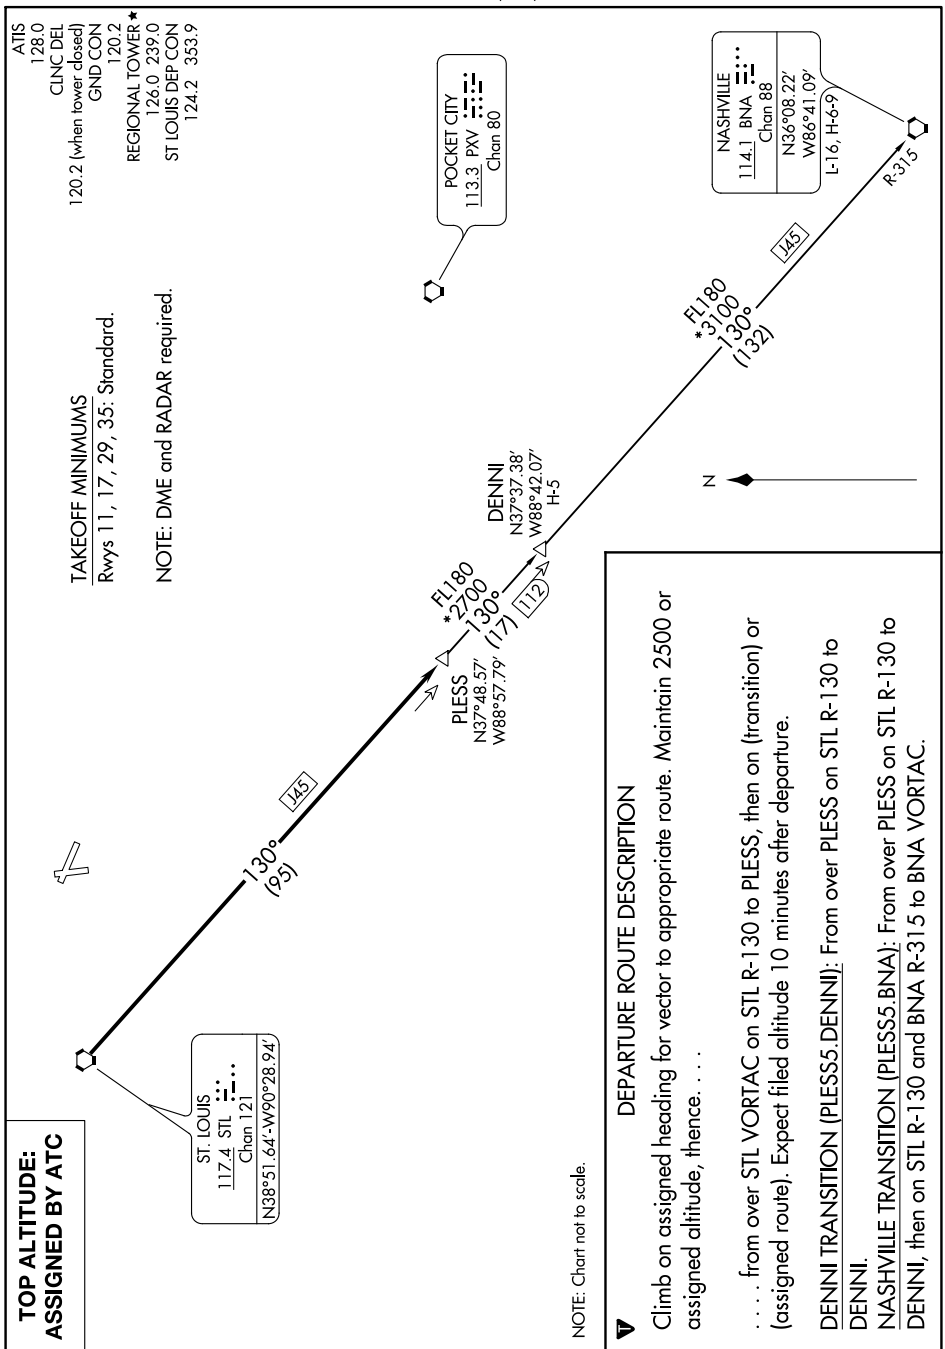 TOP ALTITUDE:
ASSIGNED BY ATC
ATIS
128.0
CLNC DEL
120.2 (when tower closed)
GND CON
120.2
REGIONAL TOWER★
126.0 239.0
ST LOUIS DEP CON
124.2 353.9
TAKEOFF MINIMUMS
Rwys 11, 17, 29, 35: Standard.
NOTE: DME and RADAR required.
ST. LOUIS
117.4 STL
Chan 121
N38°51.64'-W90°28.94'
130°
(95)
J45
POCKET CITY
113.3 PXV
Chan 80
PLESS
N37°48.57'
W88°57.79'
FL180
*2700
130°
(17)
112
DENNI
N37°37.38'
W88°42.07'
H-5
FL180
*3100
130°
(132)
J45
NASHVILLE
114.1 BNA
Chan 88
N36°08.22'
W86°41.09'
L-16, H-6-9
R-315
N
NOTE: Chart not to scale.
T
DEPARTURE ROUTE DESCRIPTION
Climb on assigned heading for vector to appropriate route. Maintain 2500 or
assigned altitude, thence. . . .
. . . . from over STL VORTAC on STL R-130 to PLESS, then on (transition) or
(assigned route). Expect filed altitude 10 minutes after departure.
DENNI TRANSITION (PLESS5.DENNI): From over PLESS on STL R-130 to
DENNI.
NASHVILLE TRANSITION (PLESS5.BNA): From over PLESS on STL R-130 to
DENNI, then on STL R-130 and BNA R-315 to BNA VORTAC.